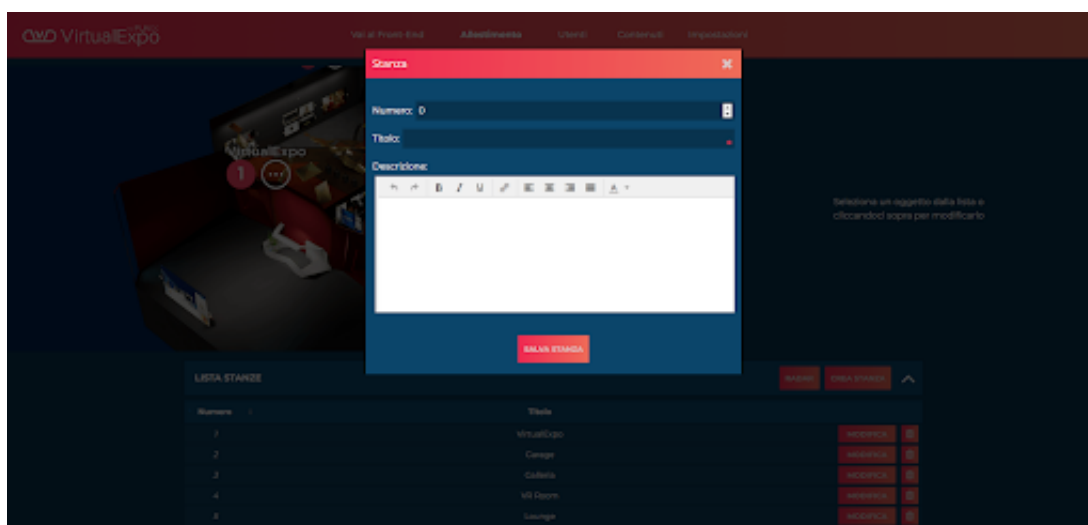 VirtualExpo
Vai al Front-End Allestimento Utenti Contenuti Impostazioni
Stanza
Numero: 0
Titolo:
Descrizione:
B I U A
VirtualExpo
1
Seleziona un oggetto dalla lista o
cliccandoci sopra per modificarlo
SALVA STANZA
LISTA STANZE
CREA STANZA
Numero Titolo
1 VirtualExpo MODIFICA
2 Garage MODIFICA
3 Galleria MODIFICA
4 VR Room MODIFICA
5 Lounge MODIFICA